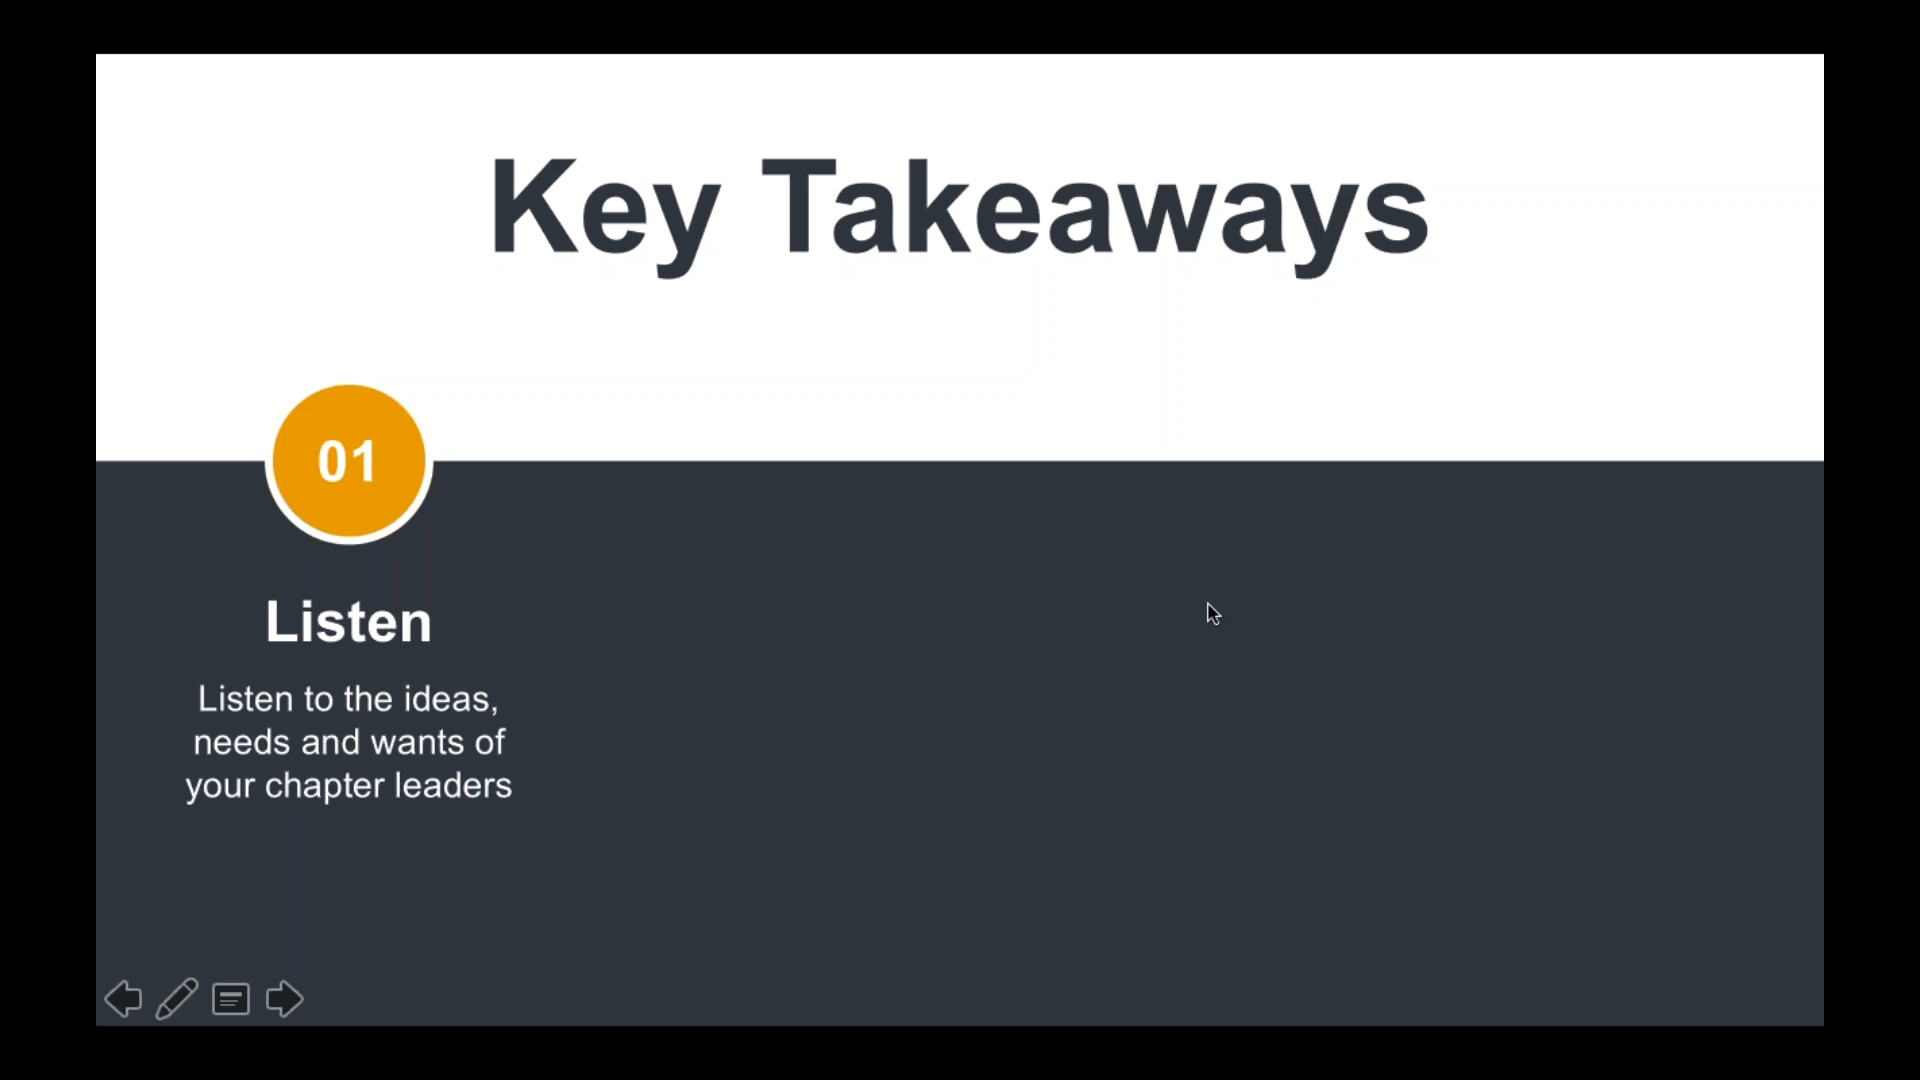 Key Takeaways
01
Listen
Listen to the ideas,
needs and wants of
your chapter leaders